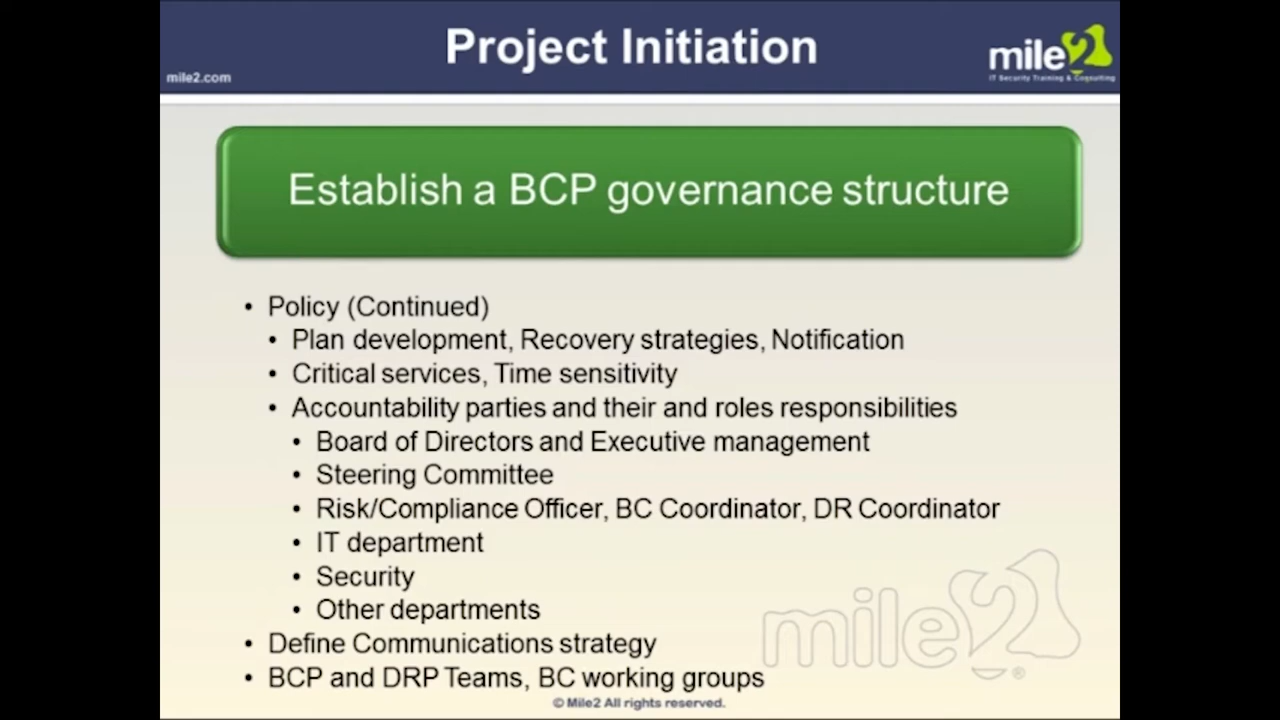 Project Initiation
mile2.com
mile2
IT Security Training & Consulting
Establish a BCP governance structure
• Policy (Continued)
• Plan development, Recovery strategies, Notification
• Critical services, Time sensitivity
• Accountability parties and their and roles responsibilities
• Board of Directors and Executive management
• Steering Committee
• Risk/Compliance Officer, BC Coordinator, DR Coordinator
• IT department
• Security
• Other departments
• Define Communications strategy
• BCP and DRP Teams, BC working groups
mile2®
© Mile2 All rights reserved.